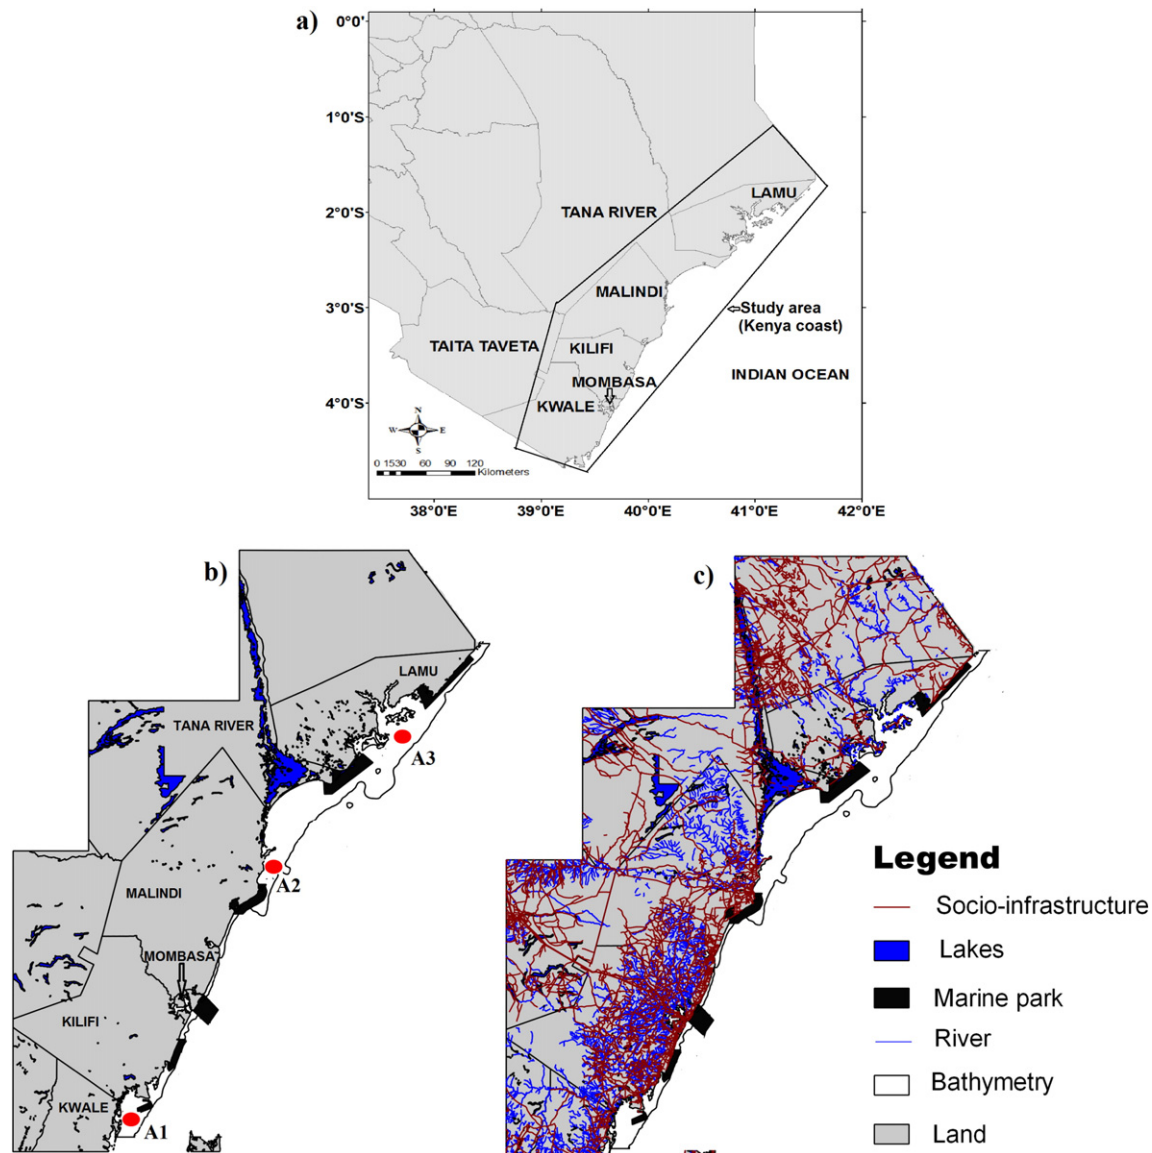 a)
0°0'
1°0'S
2°0'S
3°0'S
4°0'S
LAMU
TANA RIVER
MALINDI
Study area
(Kenya coast)
TAITA TAVETA
KILIFI
INDIAN OCEAN
MOMBASA
KWALE
N
W E
S
0 1530 60 90 120
Kilometers
38°0'E 39°0'E 40°0'E 41°0'E 42°0'E
b)
LAMU
TANA RIVER
A3
A2
MALINDI
MOMBASA
KILIFI
KWALE
A1
c)
Legend
Socio-infrastructure
Lakes
Marine park
River
Bathymetry
Land